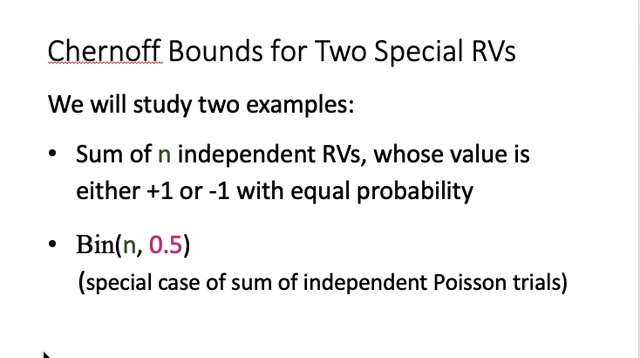 Chernoff Bounds for Two Special RVs
We will study two examples:
• Sum of n independent RVs, whose value is
either +1 or -1 with equal probability
• Bin(n, 0.5)
(special case of sum of independent Poisson trials)